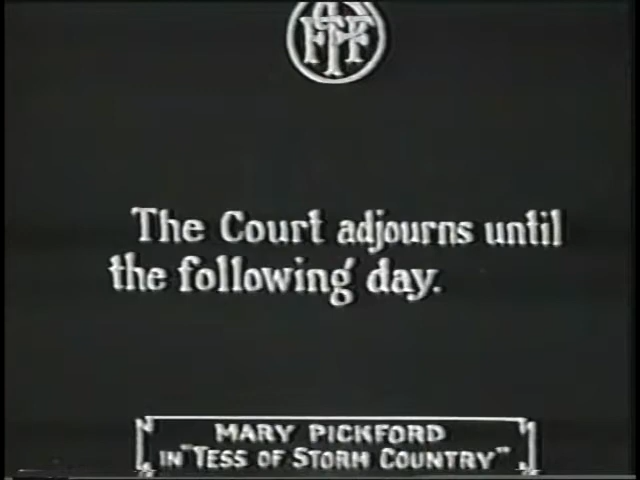 The Court adjourns until
the following day.
MARY PICKFORD
IN "TESS OF STORM COUNTRY"